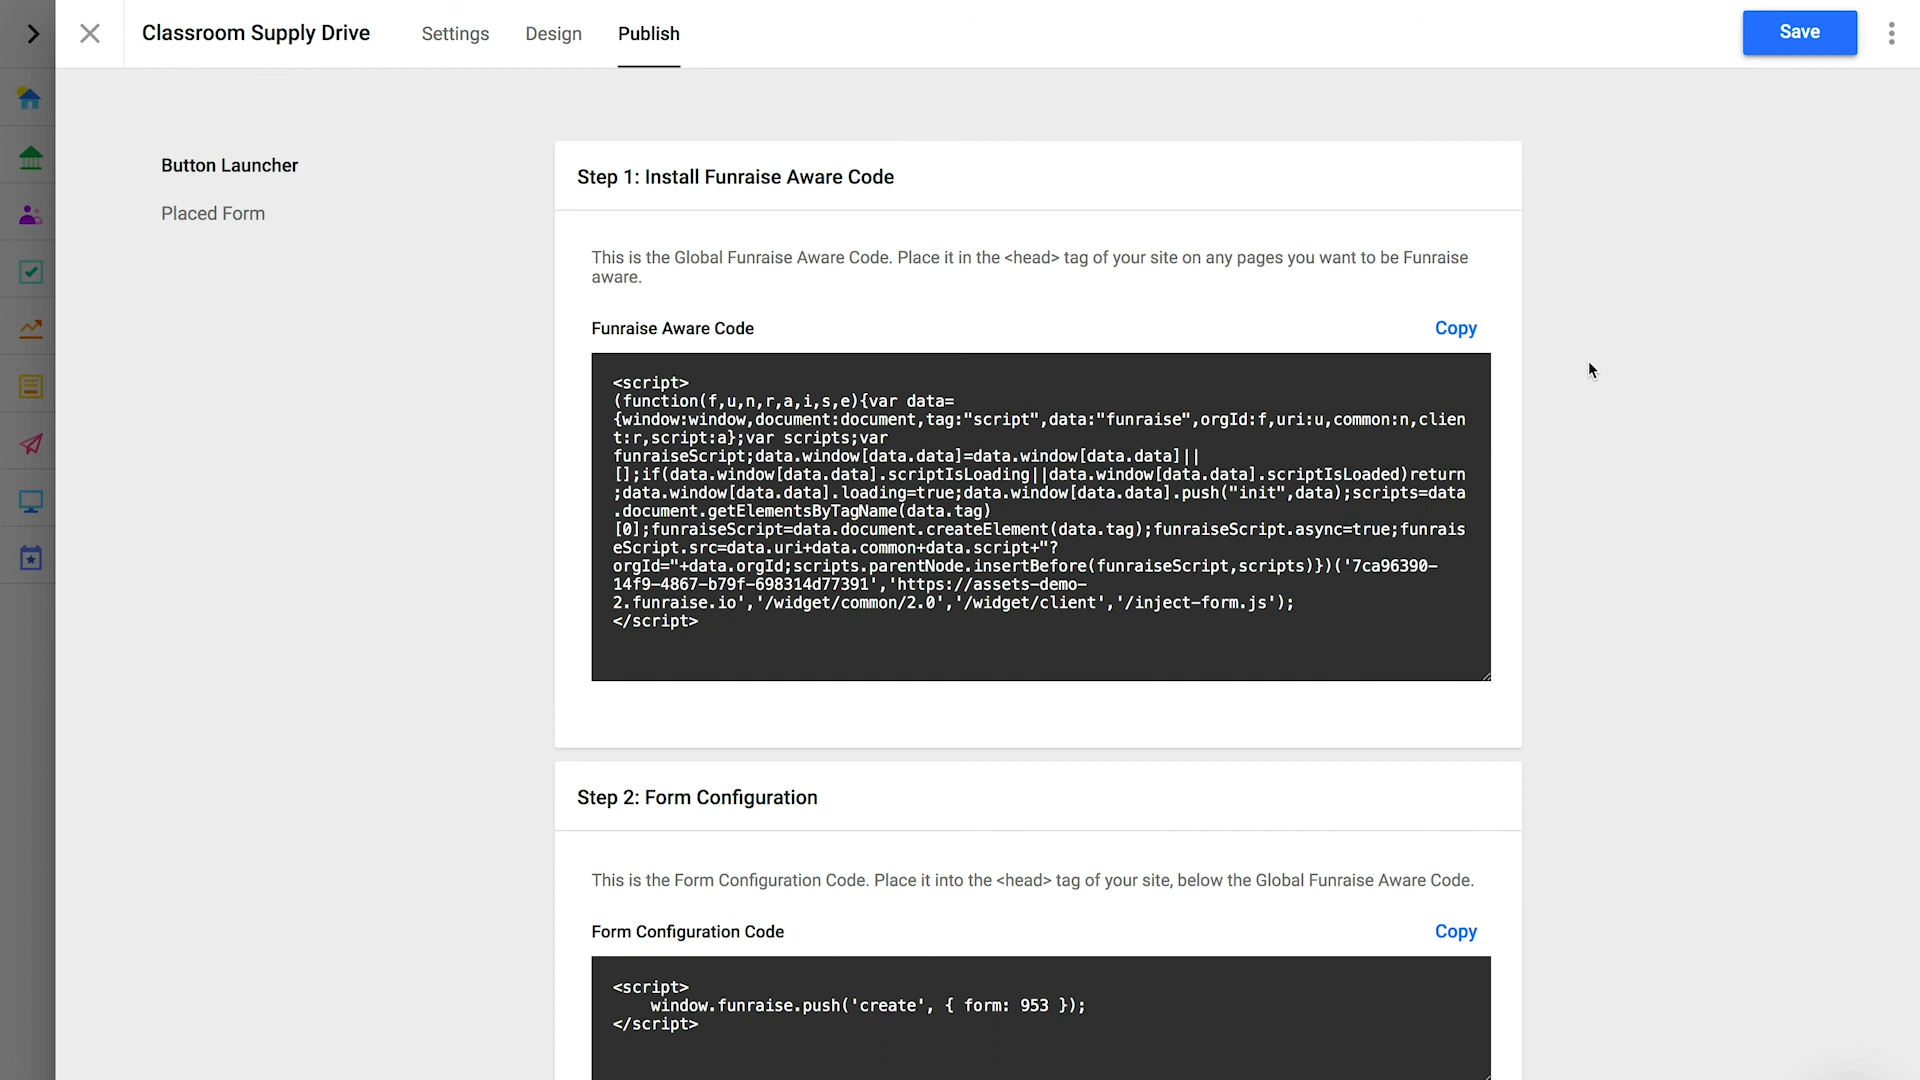 Classroom Supply Drive
Settings
Design
Publish
Save
Button Launcher
Placed Form
Step 1: Install Funraise Aware Code
This is the Global Funraise Aware Code. Place it in the <head> tag of your site on any pages you want to be Funraise
aware.
Funraise Aware Code
Copy
<script>
(function(f,u,n,r,a,i,s,e){var data=
{window:window,document:document,tag:"script",data:"funraise",orgId:f,uri:u,common:n,clien
t:r,script:a};var scripts;var
funraiseScript;data.window[data.data]=data.window[data.data]||
[];if(data.window[data.data].scriptIsLoading||data.window[data.data].scriptIsLoaded)return
;data.window[data.data].loading=true;data.window[data.data].push("init",data);scripts=data
.document.getElementsByTagName(data.tag)
[0];funraiseScript=data.document.createElement(data.tag);funraiseScript.async=true;funrais
eScript.src=data.uri+data.common+data.script+"?
orgId="+data.orgId;scripts.parentNode.insertBefore(funraiseScript,scripts)})('7ca96390-
14f9-4867-b79f-698314d77391','https://assets-demo-
2.funraise.io','/widget/common/2.0','/widget/client','/inject-form.js');
</script>
Step 2: Form Configuration
This is the Form Configuration Code. Place it into the <head> tag of your site, below the Global Funraise Aware Code.
Form Configuration Code
Copy
<script>
    window.funraise.push('create', { form: 953 });
</script>